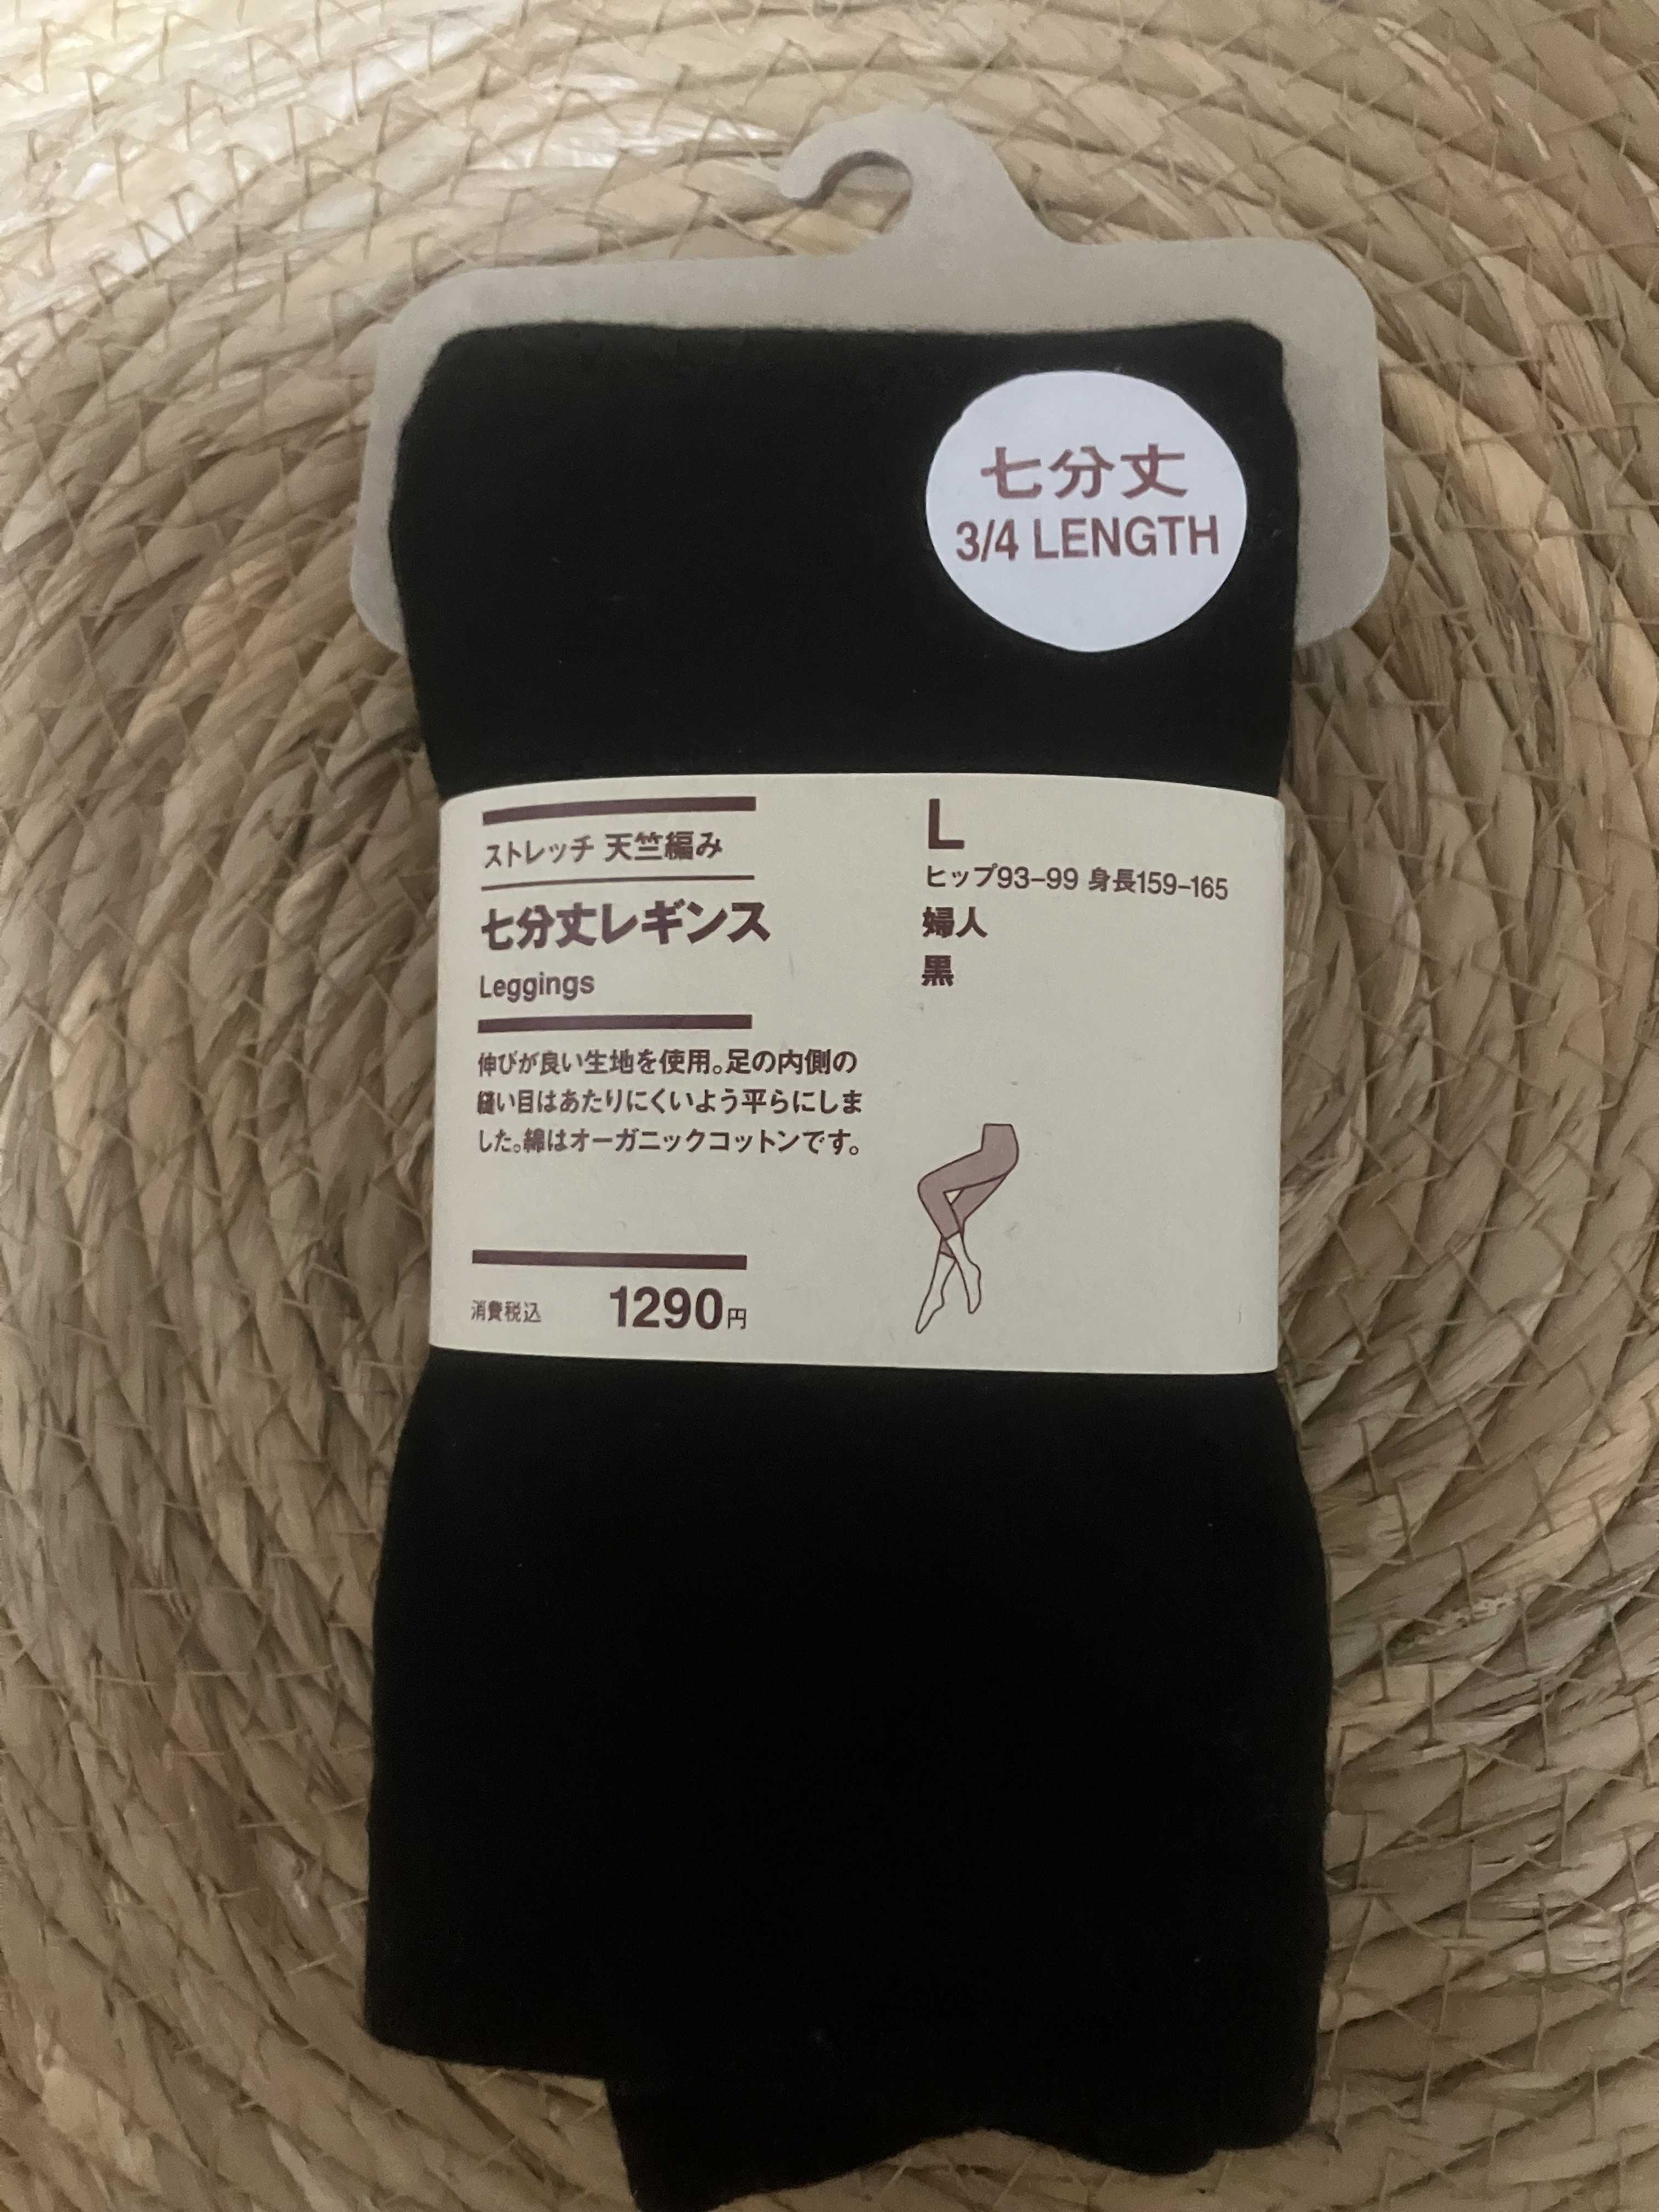 七分丈
3/4 LENGTH
ストレッチ 天竺編み
七分丈レギンス
Leggings
伸びが良い生地を使用。足の内側の
縫い目はあたりにくいよう平らにしま
した。綿はオーガニックコットンです。
消費税込 1290円
L
ヒップ93-99 身長159-165
婦人
黒